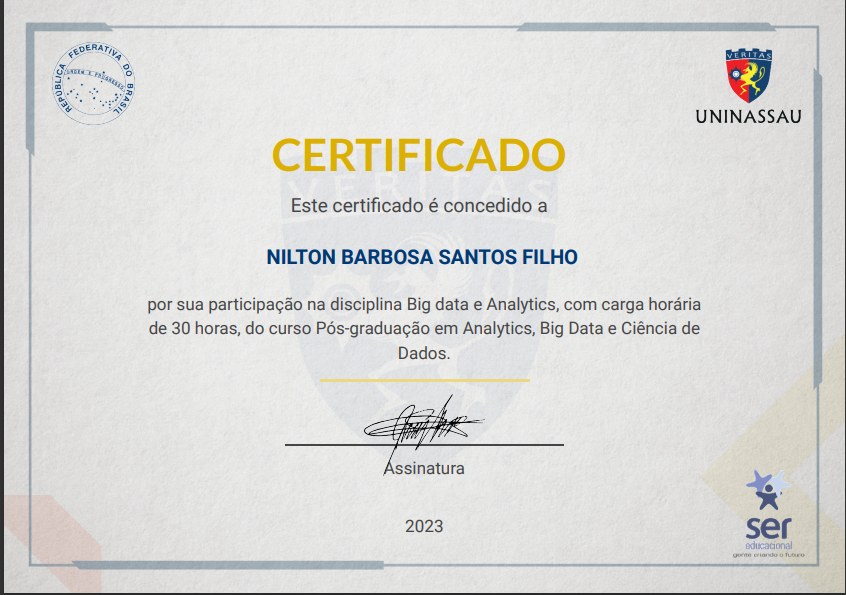 REPÚBLICA FEDERATIVA DO BRASIL
ORDEM E PROGRESSO
VERITAS
UNINASSAU
CERTIFICADO
VERITAS
Este certificado é concedido a
NILTON BARBOSA SANTOS FILHO
por sua participação na disciplina Big data e Analytics, com carga horária
de 30 horas, do curso Pós-graduação em Analytics, Big Data e Ciência de
Dados.
Assinatura
2023
ser
educacional
gente criando o futuro